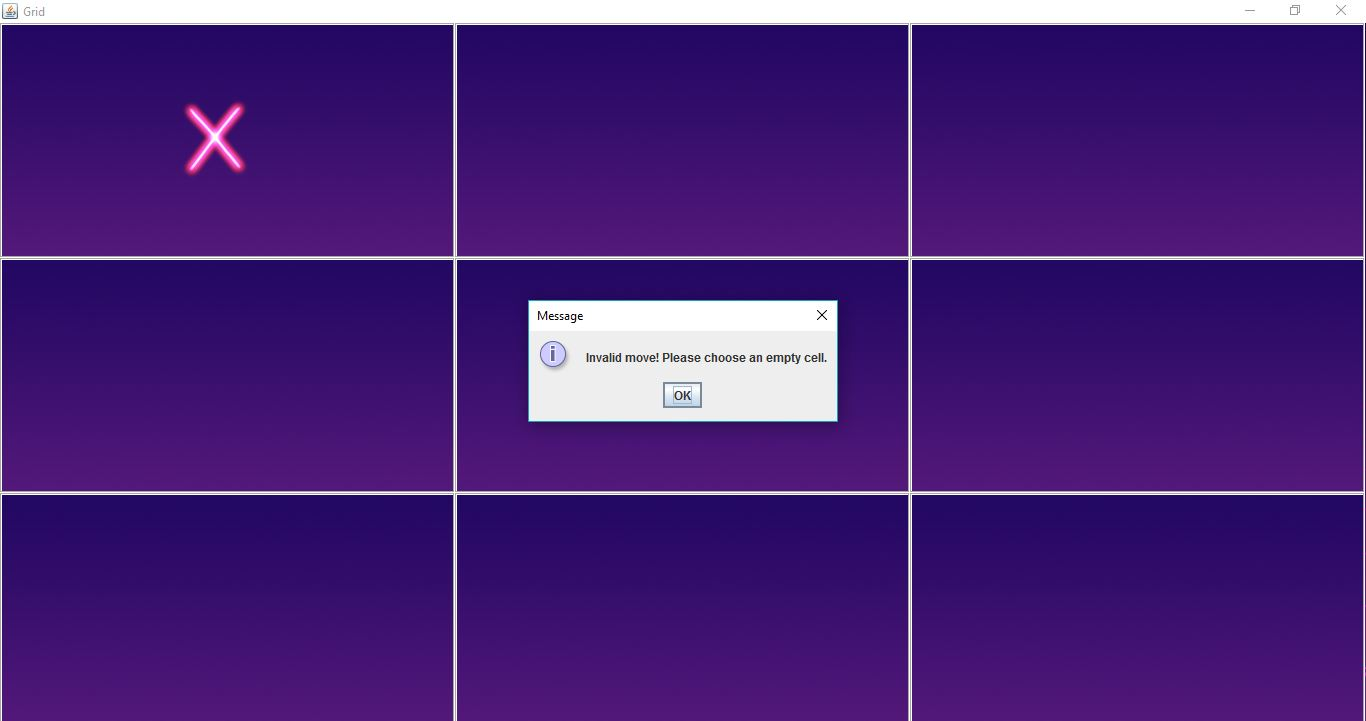 Grid
Message
Invalid move! Please choose an empty cell.
OK